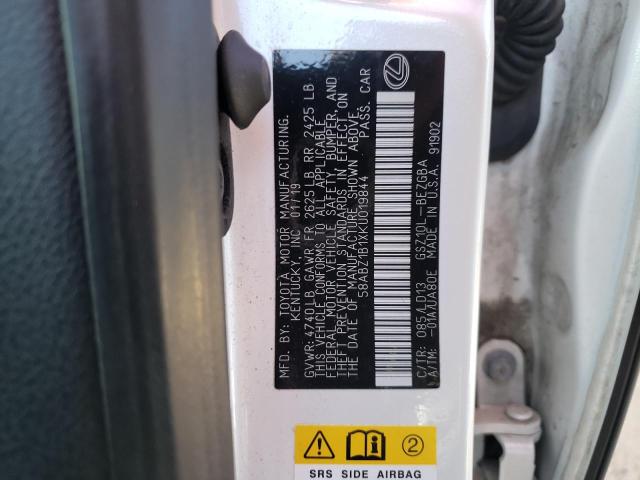 MFD. BY: TOYOTA MOTOR MANUFACTURING.
KENTUCKY, INC 01/19
GVWR: 4740 LB GAWR FR 2625 LB RR 2425 LB
THIS VEHICLE CONFORMS TO ALL APPLICABLE
FEDERAL MOTOR VEHICLE SAFETY, BUMPER, AND
THEFT PREVENTION STANDARDS IN EFFECT ON
THE DATE OF MANUFACTURE SHOWN ABOVE.
58ABZ1B1XKU019844 PASS. CAR
C/TR: 085/LD13 GSZ10L-BEZGBA
A/TM: -01A/UA80E MADE IN U.S.A. 91902
2
SRS SIDE AIRBAG